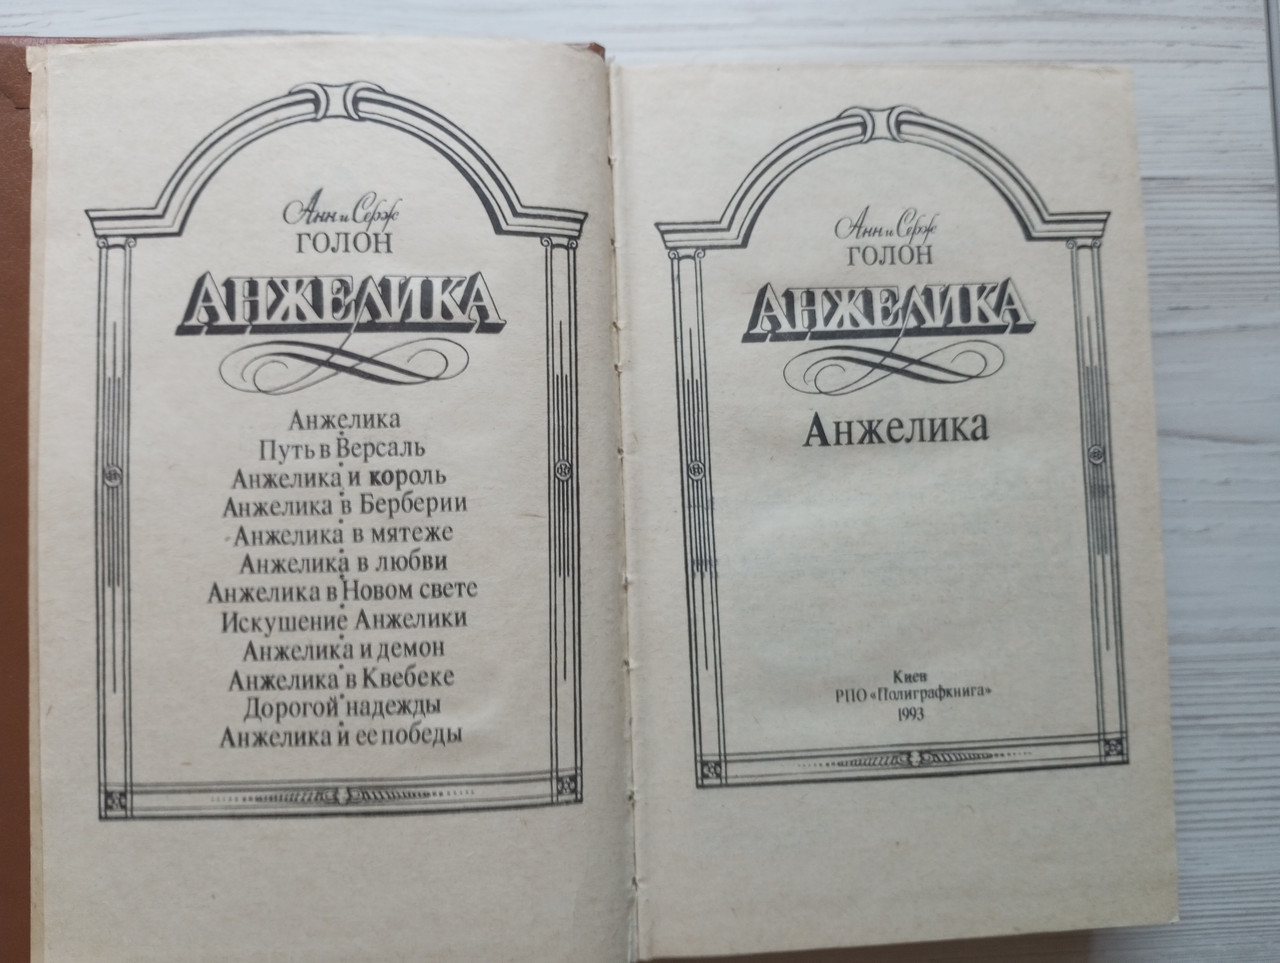 Анн и Серж
ГОЛОН
АНЖЕЛИКА
Анжелика
Путь в Версаль
Анжелика и король
Анжелика в Берберии
Анжелика в мятеже
Анжелика в любви
Анжелика в Новом свете
Искушение Анжелики
Анжелика и демон
Анжелика в Квебеке
Дорогой надежды
Анжелика и ее победы
Анн и Серж
ГОЛОН
АНЖЕЛИКА
Анжелика
Киев
РПО «Полиграфкнига»
1993